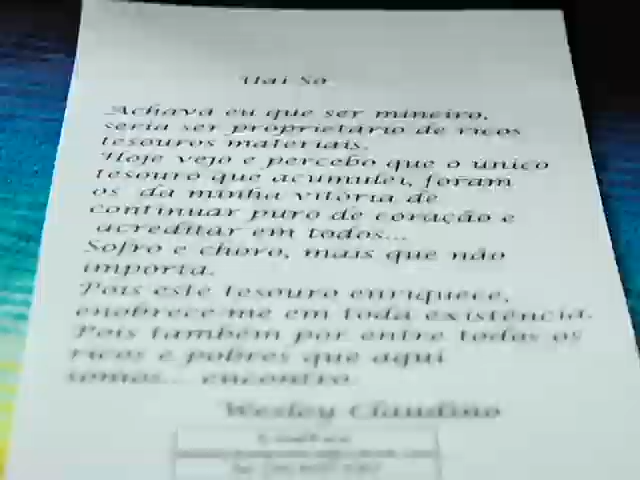 Uai Sô
Achava eu que ser mineiro,
seria ser proprietário de ricos
tesouros materiais.
Hoje vejo e percebo que o único
tesouro que acumulei, foram
os da minha vitória de
continuar puro de coração e
acreditar em todos...
Sofro e choro, mais que não
importa.
Pois este tesouro enriquece,
enobrece-me em toda existência.
Pois também por entre todas os
ricos e pobres que aqui
somos... encontro.
Wesley Claudino